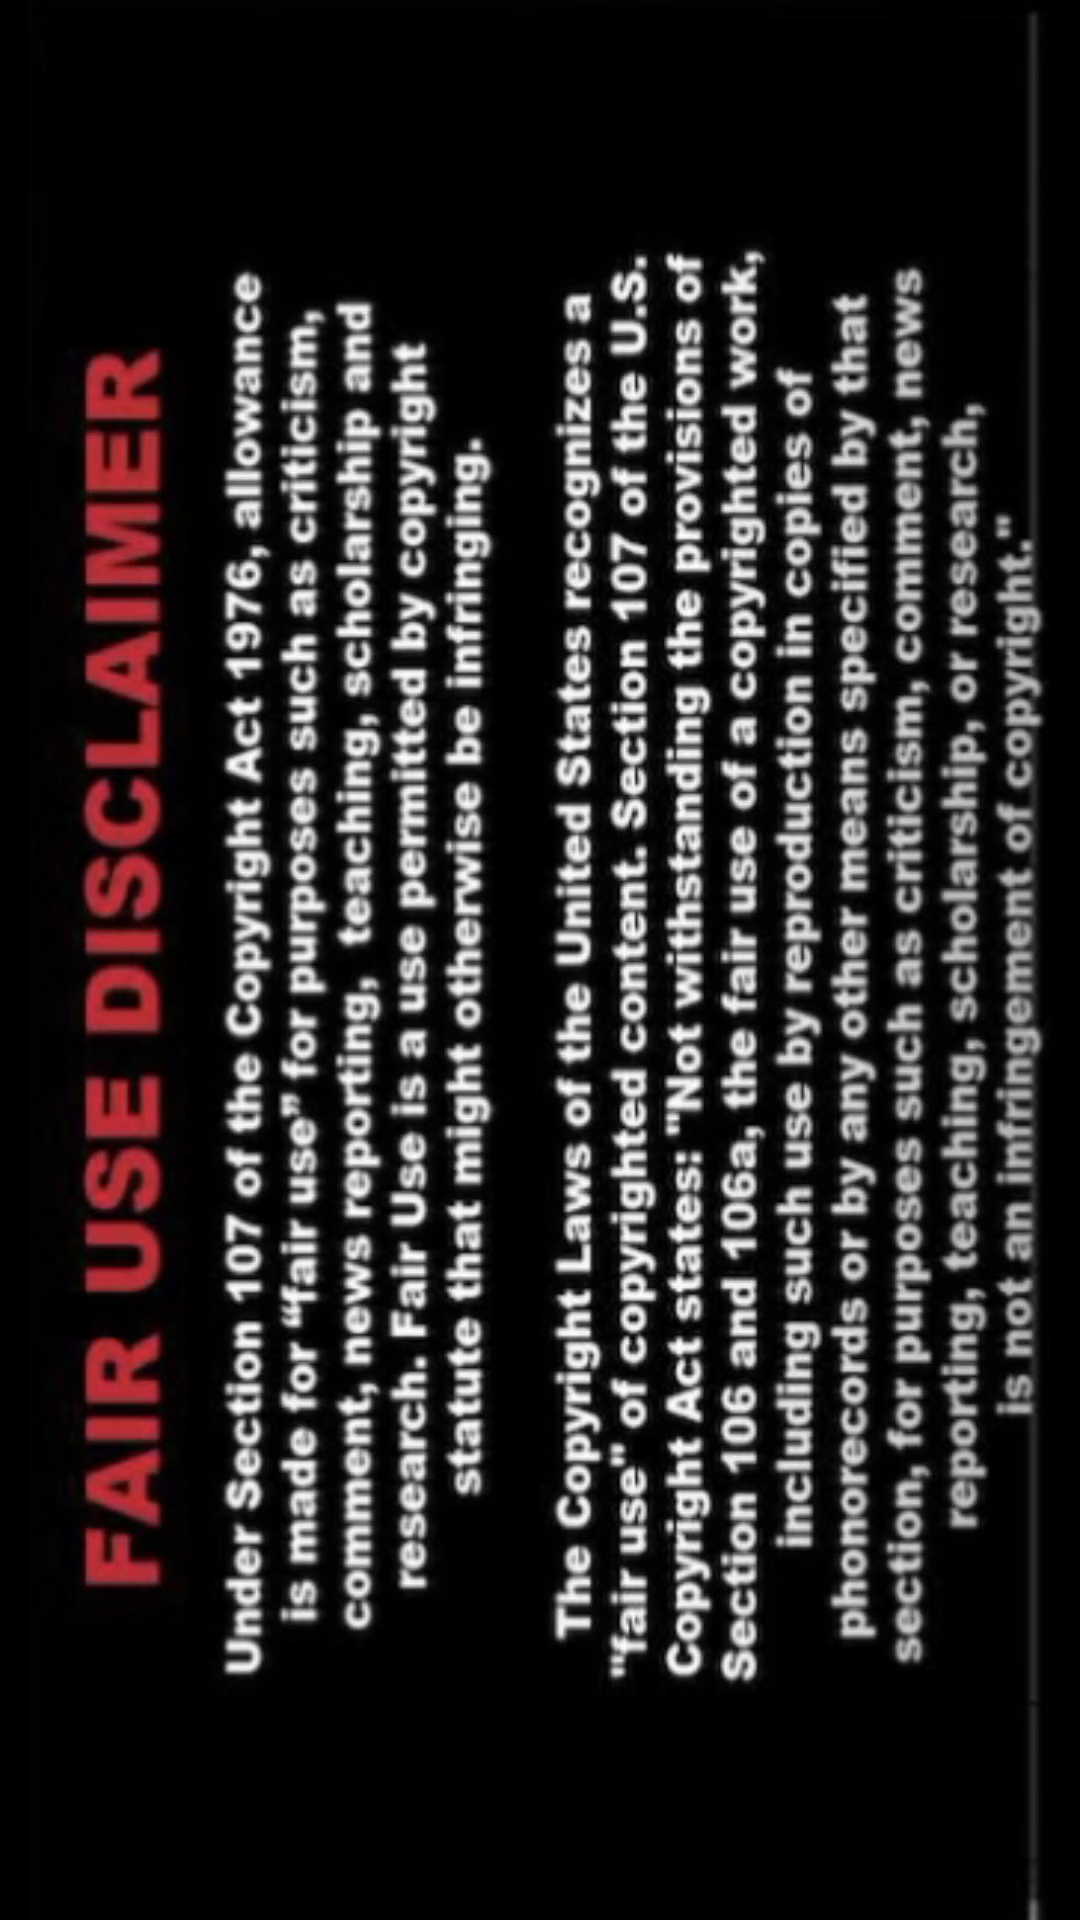 FAIR USE DISCLAIMER
Under Section 107 of the Copyright Act 1976, allowance
is made for “fair use” for purposes such as criticism,
comment, news reporting, teaching, scholarship and
research. Fair Use is a use permitted by copyright
statute that might otherwise be infringing.
The Copyright Laws of the United States recognizes a
"fair use" of copyrighted content. Section 107 of the U.S.
Copyright Act states: "Not withstanding the provisions of
Section 106 and 106a, the fair use of a copyrighted work,
including such use by reproduction in copies of
phonorecords or by any other means specified by that
section, for purposes such as criticism, comment, news
reporting, teaching, scholarship, or research,
is not an infringement of copyright."